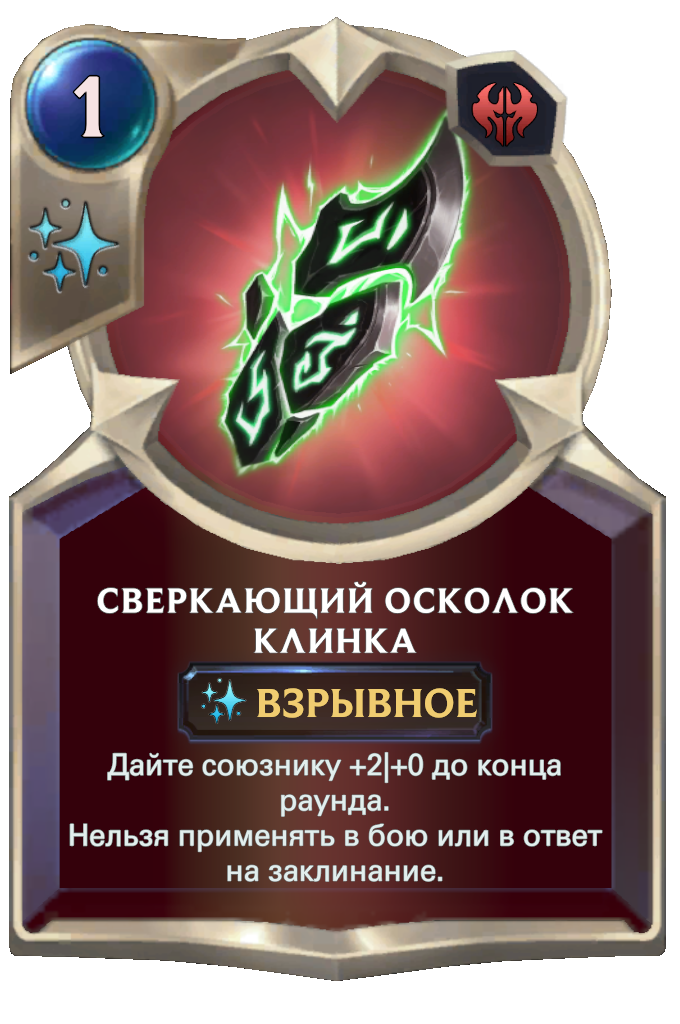 1
СВЕРКАЮЩИЙ ОСКОЛОК
КЛИНКА
ВЗРЫВНОЕ
Дайте союзнику +2|+0 до конца
раунда.
Нельзя применять в бою или в ответ
на заклинание.